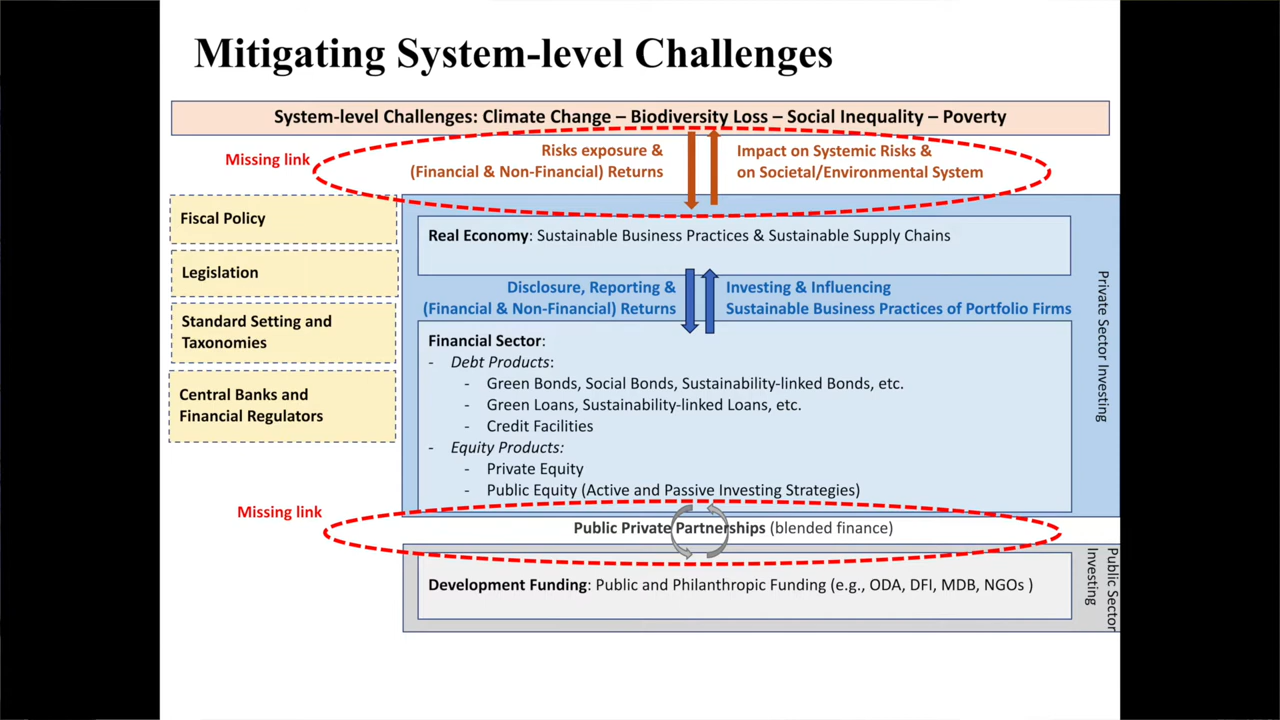 Mitigating System-level Challenges
System-level Challenges: Climate Change – Biodiversity Loss – Social Inequality – Poverty
Missing link
Risks exposure &
(Financial & Non-Financial) Returns
Impact on Systemic Risks &
on Societal/Environmental System
Fiscal Policy
Legislation
Standard Setting and
Taxonomies
Central Banks and
Financial Regulators
Real Economy: Sustainable Business Practices & Sustainable Supply Chains
Disclosure, Reporting &
(Financial & Non-Financial) Returns
Investing & Influencing
Sustainable Business Practices of Portfolio Firms
Financial Sector:
- Debt Products:
- Green Bonds, Social Bonds, Sustainability-linked Bonds, etc.
- Green Loans, Sustainability-linked Loans, etc.
- Credit Facilities
- Equity Products:
- Private Equity
- Public Equity (Active and Passive Investing Strategies)
Private Sector Investing
Missing link
Public Private Partnerships (blended finance)
Development Funding: Public and Philanthropic Funding (e.g., ODA, DFI, MDB, NGOs )
Public Sector
Investing